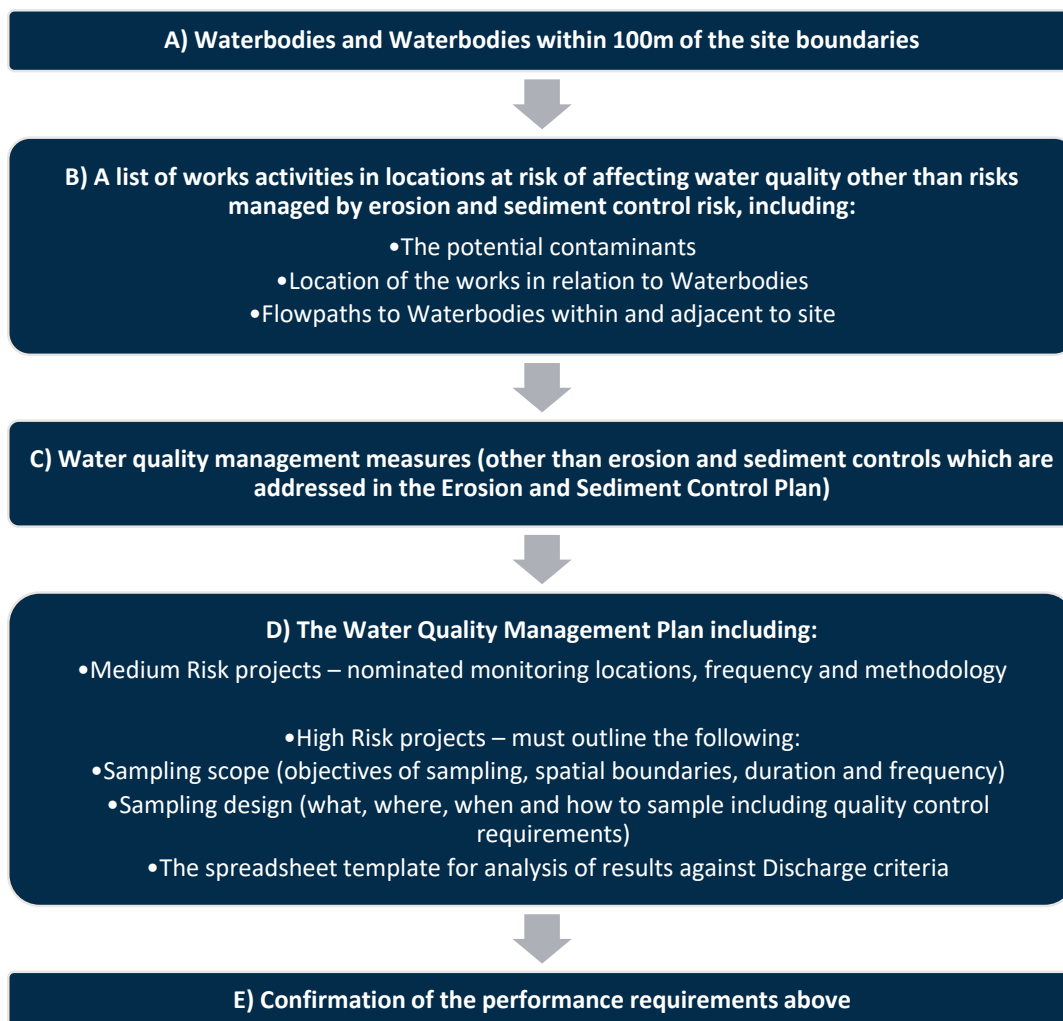 A) Waterbodies and Waterbodies within 100m of the site boundaries
B) A list of works activities in locations at risk of affecting water quality other than risks
managed by erosion and sediment control risk, including:
•The potential contaminants
•Location of the works in relation to Waterbodies
•Flowpaths to Waterbodies within and adjacent to site
C) Water quality management measures (other than erosion and sediment controls which are
addressed in the Erosion and Sediment Control Plan)
D) The Water Quality Management Plan including:
•Medium Risk projects – nominated monitoring locations, frequency and methodology
•High Risk projects – must outline the following:
•Sampling scope (objectives of sampling, spatial boundaries, duration and frequency)
•Sampling design (what, where, when and how to sample including quality control
requirements)
•The spreadsheet template for analysis of results against Discharge criteria
E) Confirmation of the performance requirements above